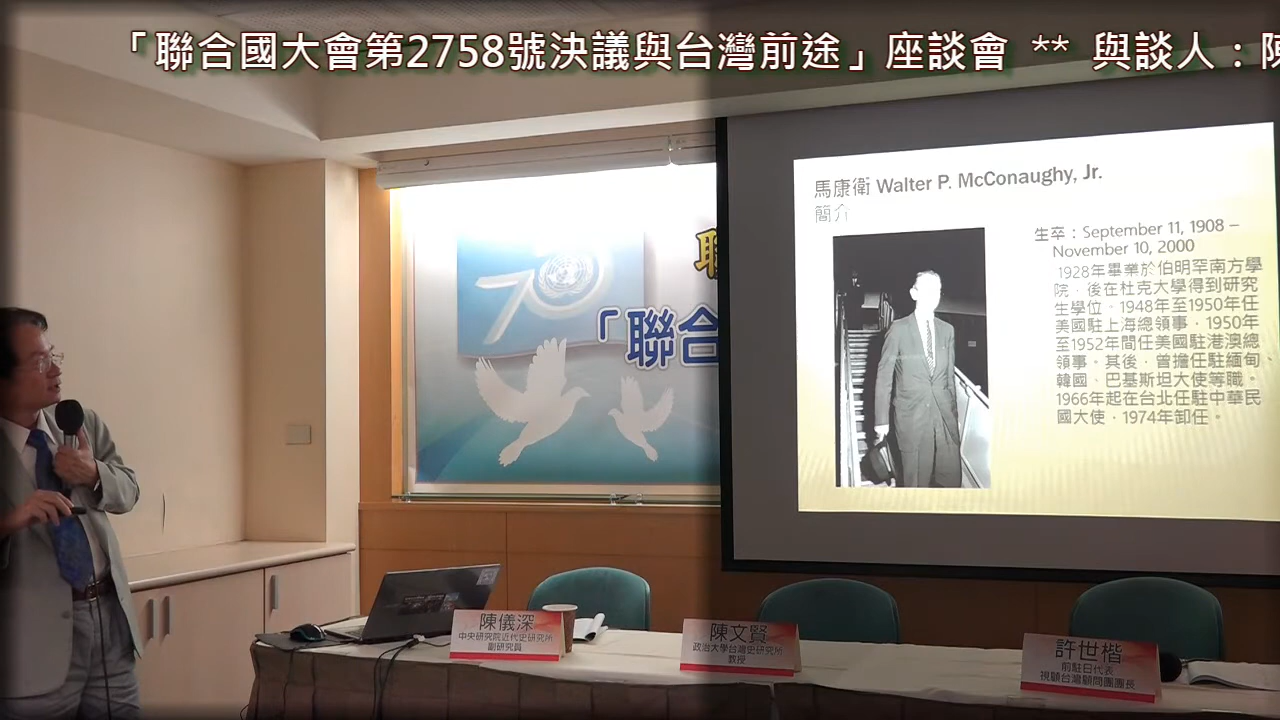 「聯合國大會第2758號決議與台灣前途」座談會 ** 與談人：陳
馬康衛 Walter P. McConaughy, Jr.
簡介
生卒：September 11, 1908 –
November 10, 2000
1928年畢業於伯明罕南方學
院，後在杜克大學得到研究
生學位。1948年至1950年任
美國駐上海總領事，1950年
至1952年間任美國駐港澳總
領事。其後，曾擔任駐緬甸、
韓國、巴基斯坦大使等職。
1966年起在台北任駐中華民
國大使，1974年卸任。
70
「聯合
陳儀深
中央研究院近代史研究所
副研究員
陳文賢
政治大學台灣史研究所
教授
許世楷
前駐日代表
視顧台灣顧問團團長